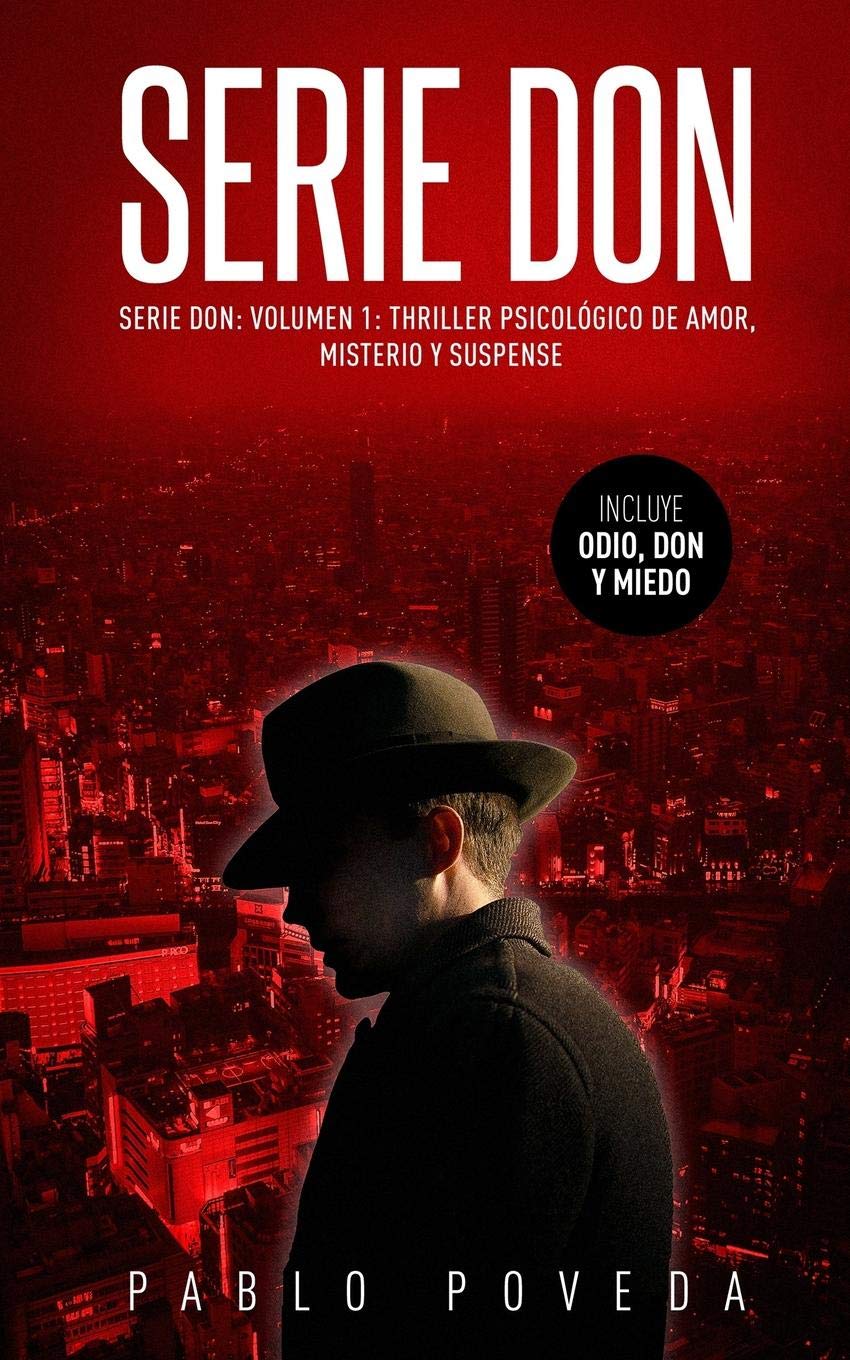 SERIE DON
SERIE DON: VOLUMEN 1: THRILLER PSICOLÓGICO DE AMOR,
MISTERIO Y SUSPENSE
INCLUYE
ODIO, DON
Y MIEDO
PABLO POVEDA